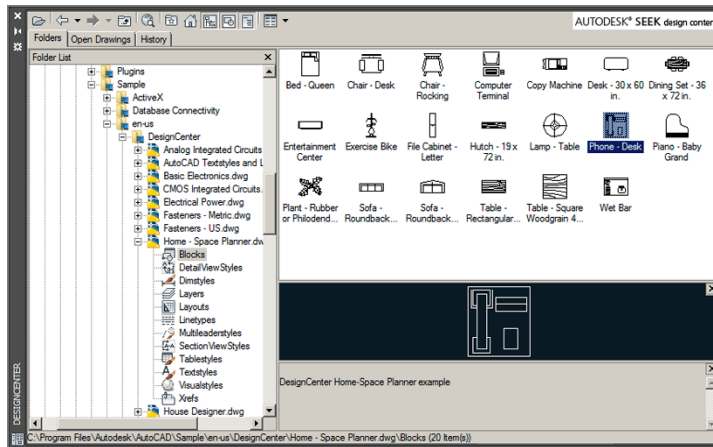 AUTODESK® SEEK design center
Folders
Open Drawings
History
Folder List
Plugins
Sample
ActiveX
Database Connectivity
en-us
DesignCenter
Analog Integrated Circuits
AutoCAD Textstyles and L
Basic Electronics.dwg
CMOS Integrated Circuits.
Electrical Power.dwg
Fasteners - Metric.dwg
Fasteners - US.dwg
Home - Space Planner.dw
Blocks
DetailViewStyles
Dimstyles
Layers
Layouts
Linetypes
Multileaderstyles
SectionViewStyles
Tablestyles
Textstyles
Visualstyles
Xrefs
House Designer.dwg
Bed - Queen
Chair - Desk
Chair -
Rocking
Computer
Terminal
Copy Machine
Desk - 30 x 60
in.
Dining Set - 36
x 72 in.
Entertainment
Center
Exercise Bike
File Cabinet -
Letter
Hutch - 19 x
72 in.
Lamp - Table
Phone - Desk
Piano - Baby
Grand
Plant - Rubber
or Philodend...
Sofa -
Roundback...
Sofa -
Roundback...
Table -
Rectangular...
Table - Square
Woodgrain 4...
Wet Bar
DesignCenter Home-Space Planner example
DESIGNCENTER
C:\Program Files\Autodesk\AutoCAD\Sample\en-us\DesignCenter\Home - Space Planner.dwg\Blocks (20 Item(s))